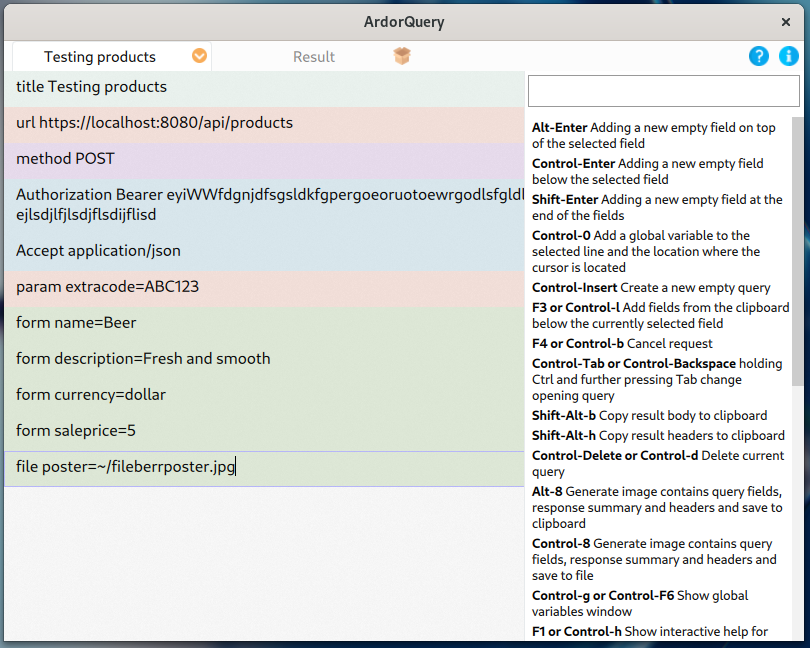 ArdorQuery
Testing products
Result
title Testing products
url https://localhost:8080/api/products
method POST
Authorization Bearer eyiWWfdgnjdfsgsldkfgpergoeoruotoewrgodlsfgldl
ejlsdjlfjlsdjflsdijflisd
Accept application/json
param extracode=ABC123
form name=Beer
form description=Fresh and smooth
form currency=dollar
form saleprice=5
file poster=~/fileberrposter.jpg
Alt-Enter Adding a new empty field on top
of the selected field
Control-Enter Adding a new empty field
below the selected field
Shift-Enter Adding a new empty field at the
end of the fields
Control-0 Add a global variable to the
selected line and the location where the
cursor is located
Control-Insert Create a new empty query
F3 or Control-l Add fields from the clipboard
below the currently selected field
F4 or Control-b Cancel request
Control-Tab or Control-Backspace holding
Ctrl and further pressing Tab change
opening query
Shift-Alt-b Copy result body to clipboard
Shift-Alt-h Copy result headers to clipboard
Control-Delete or Control-d Delete current
query
Alt-8 Generate image contains query fields,
response summary and headers and save to
clipboard
Control-8 Generate image contains query
fields, response summary and headers and
save to file
Control-g or Control-F6 Show global
variables window
F1 or Control-h Show interactive help for